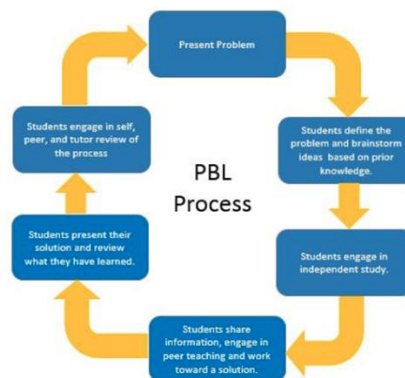 Present Problem
Students define the
problem and brainstorm
ideas based on prior
knowledge.
Students engage in
independent study.
Students share
information, engage in
peer teaching and work
toward a solution.
Students present their
solution and review
what they have learned.
Students engage in self,
peer, and tutor review of
the process
PBL
Process